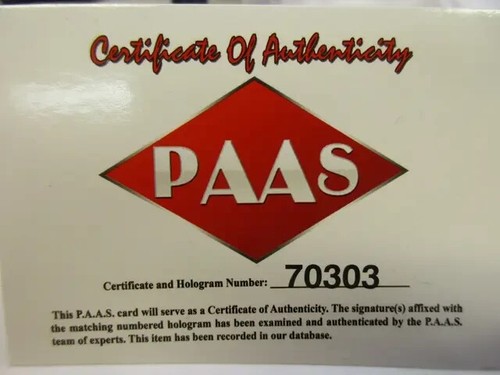 Certificate Of Authenticity
PAAS
Certificate and Hologram Number: 70303
This P.A.A.S. card will serve as a Certificate of Authenticity. The signature(s) affixed with
the matching numbered hologram has been examined and authenticated by the P.A.A.S.
team of experts. This item has been recorded in our database.